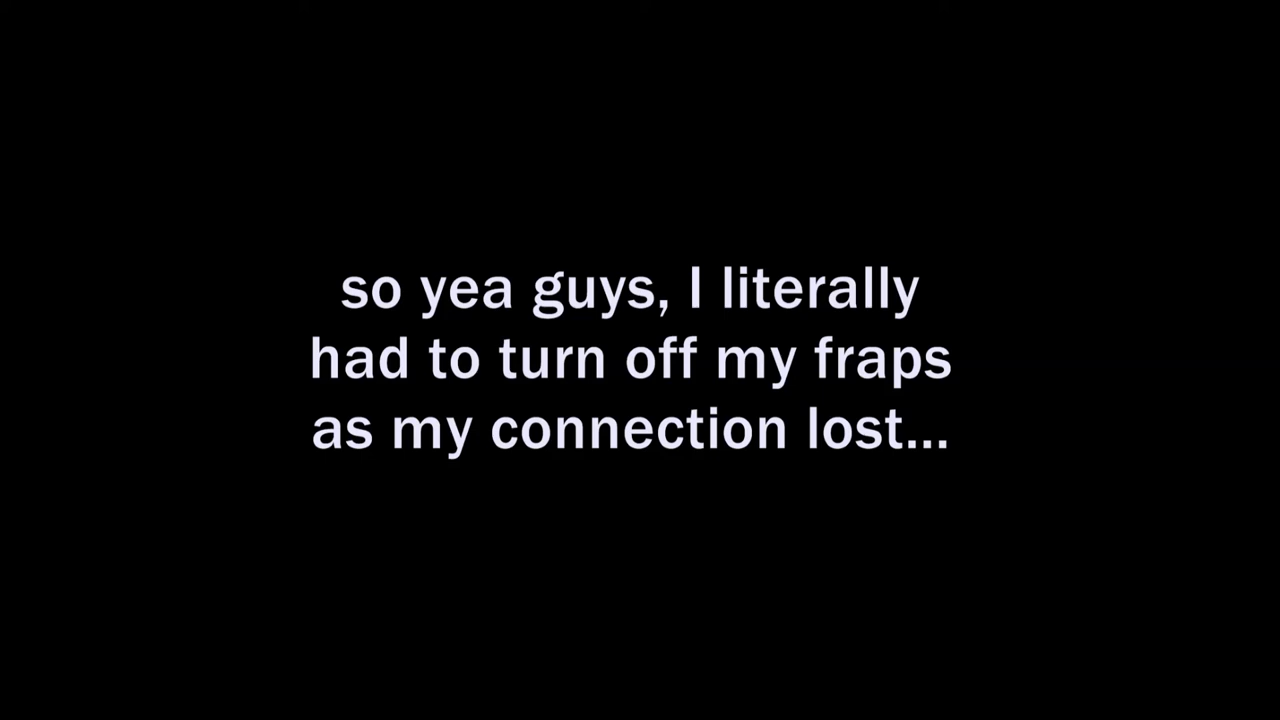 so yea guys, I literally
had to turn off my fraps
as my connection lost...